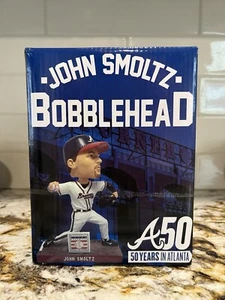 ·JOHN SMOLTZ·
BOBBLEHEAD
A50
50 YEARS IN ATLANTA
JOHN SMOLTZ